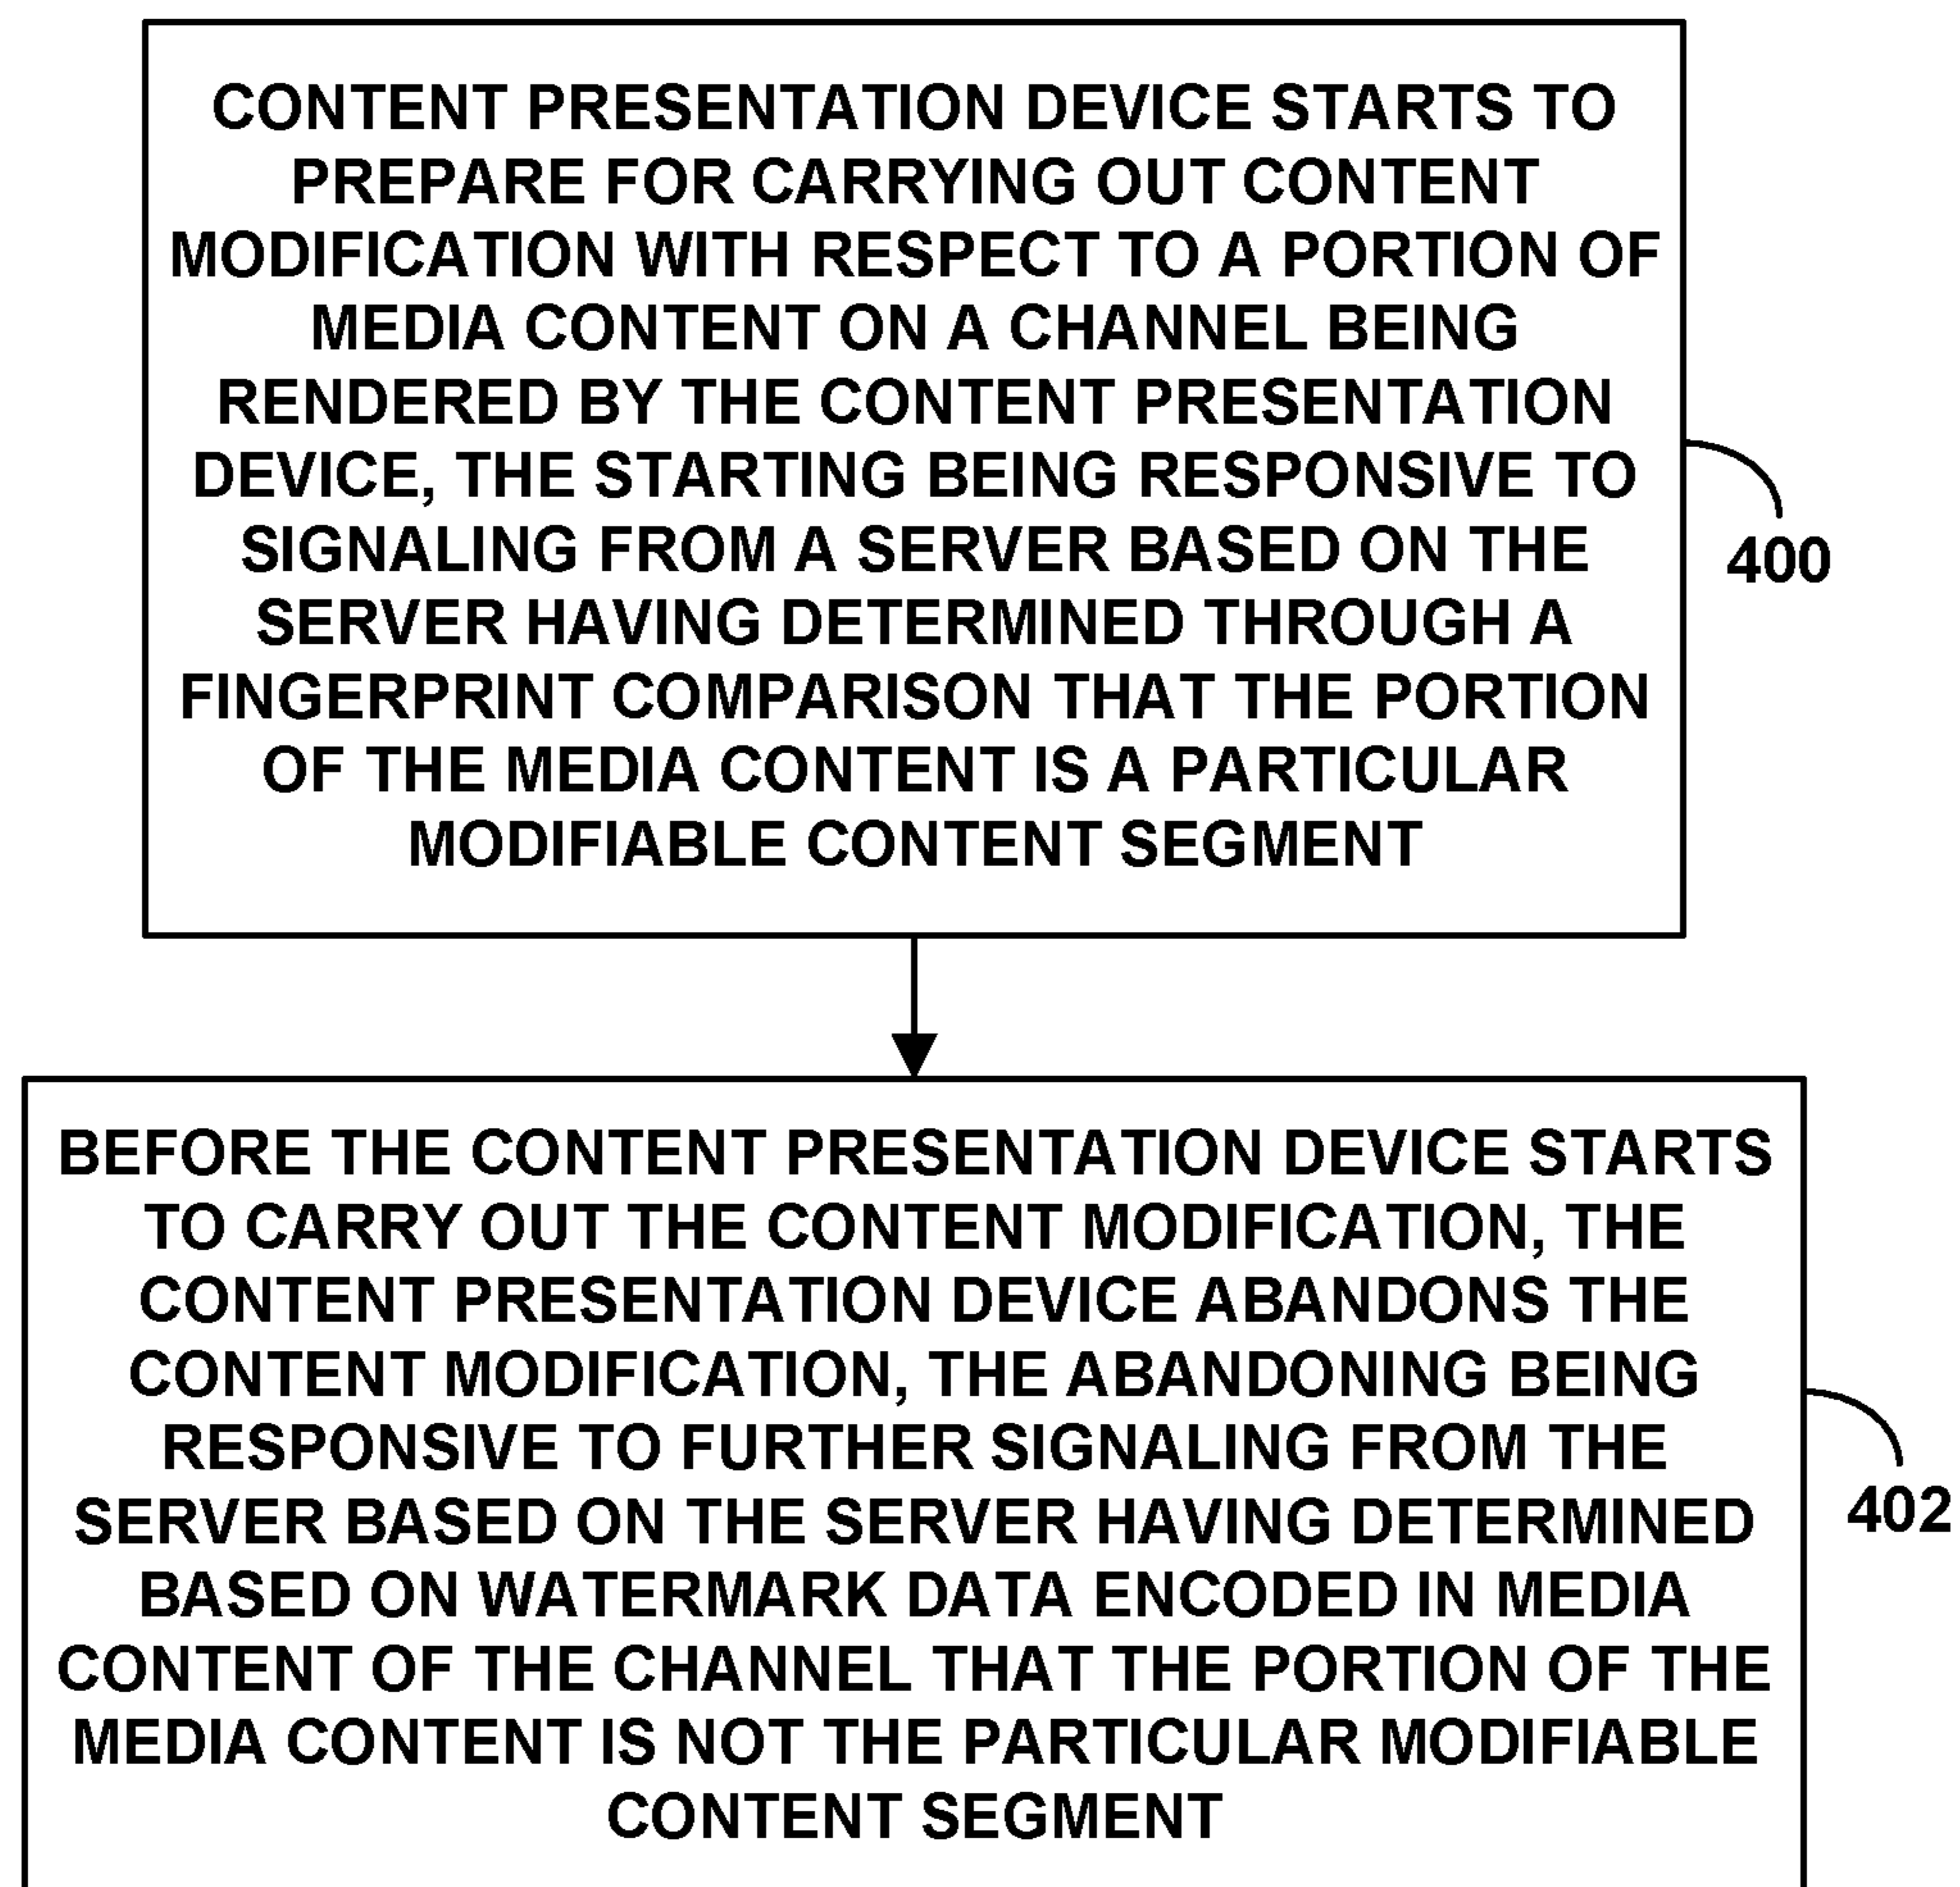 CONTENT PRESENTATION DEVICE STARTS TO
PREPARE FOR CARRYING OUT CONTENT
MODIFICATION WITH RESPECT TO A PORTION OF
MEDIA CONTENT ON A CHANNEL BEING
RENDERED BY THE CONTENT PRESENTATION
DEVICE, THE STARTING BEING RESPONSIVE TO
SIGNALING FROM A SERVER BASED ON THE
SERVER HAVING DETERMINED THROUGH A
FINGERPRINT COMPARISON THAT THE PORTION
OF THE MEDIA CONTENT IS A PARTICULAR
MODIFIABLE CONTENT SEGMENT
400
BEFORE THE CONTENT PRESENTATION DEVICE STARTS
TO CARRY OUT THE CONTENT MODIFICATION, THE
CONTENT PRESENTATION DEVICE ABANDONS THE
CONTENT MODIFICATION, THE ABANDONING BEING
RESPONSIVE TO FURTHER SIGNALING FROM THE
SERVER BASED ON THE SERVER HAVING DETERMINED
BASED ON WATERMARK DATA ENCODED IN MEDIA
CONTENT OF THE CHANNEL THAT THE PORTION OF THE
MEDIA CONTENT IS NOT THE PARTICULAR MODIFIABLE
CONTENT SEGMENT
402